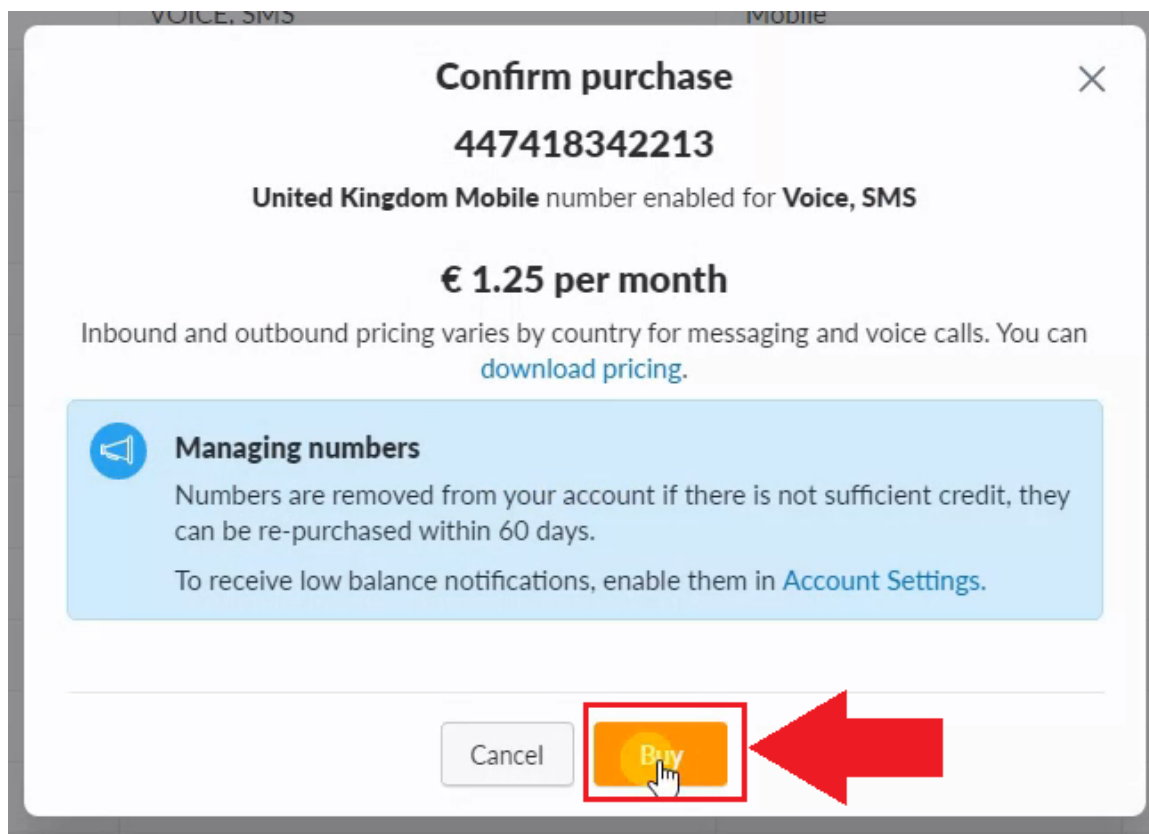 VOICE, SMS Mobile
Confirm purchase
447418342213
United Kingdom Mobile number enabled for Voice, SMS
€ 1.25 per month
Inbound and outbound pricing varies by country for messaging and voice calls. You can
download pricing.
Managing numbers
Numbers are removed from your account if there is not sufficient credit, they
can be re-purchased within 60 days.
To receive low balance notifications, enable them in Account Settings.
Cancel Buy